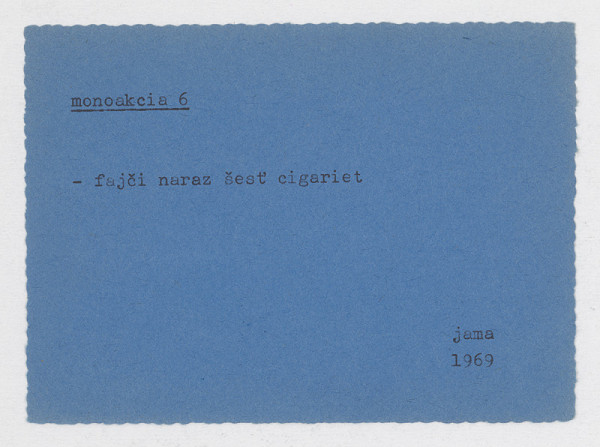 monoakcia 6
- fajči naraz šesť cigariet
jama
1969